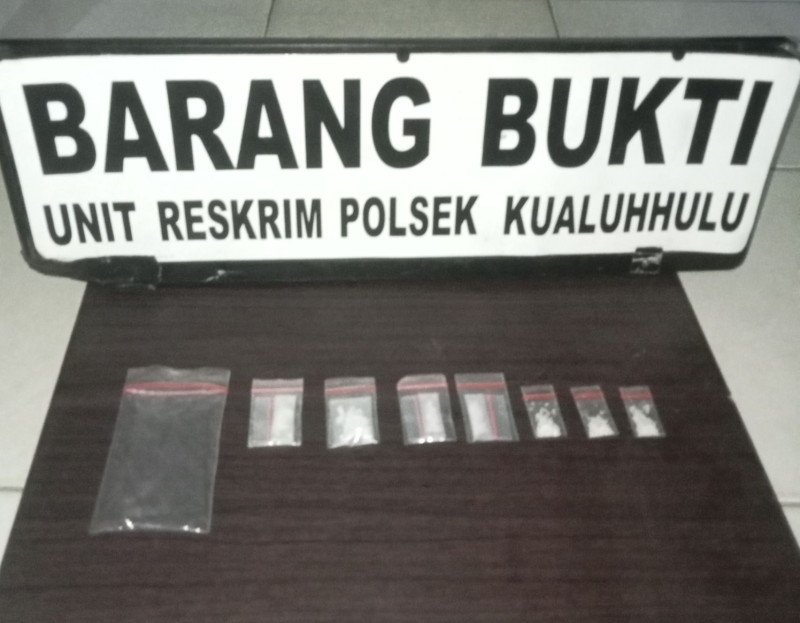 BARANG BUKTI
UNIT RESKRIM POLSEK KUALUHHULU